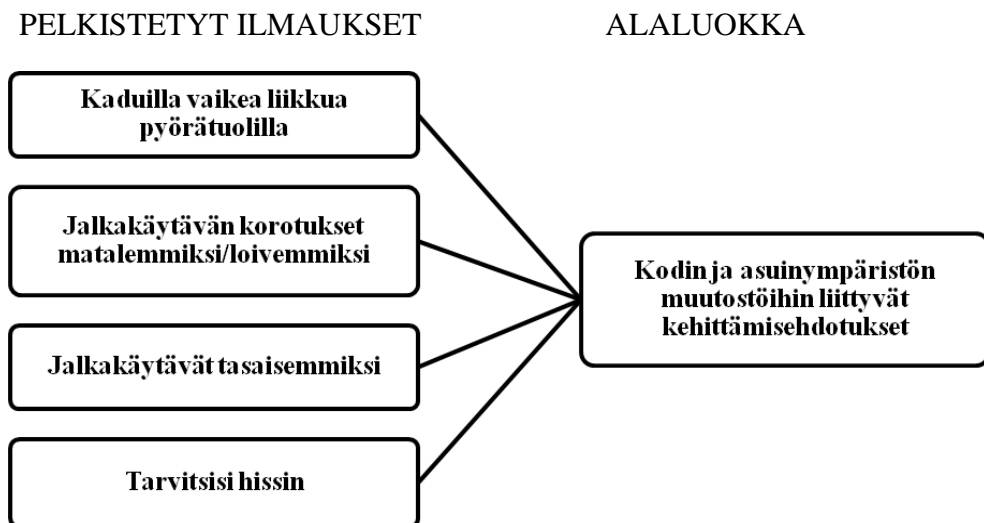 PELKISTETYT ILMAUKSET
ALALUOKKA
Kaduilla vaikea liikkua
pyörätuolilla
Jalkakäytävän korotukset
matalemmiksi/loivemmiksi
Jalkakäytävät tasaisemmiksi
Tarvitsisi hissin
Kodin ja asuinympäristön
muutostöihin liittyvät
kehittämisehdotukset